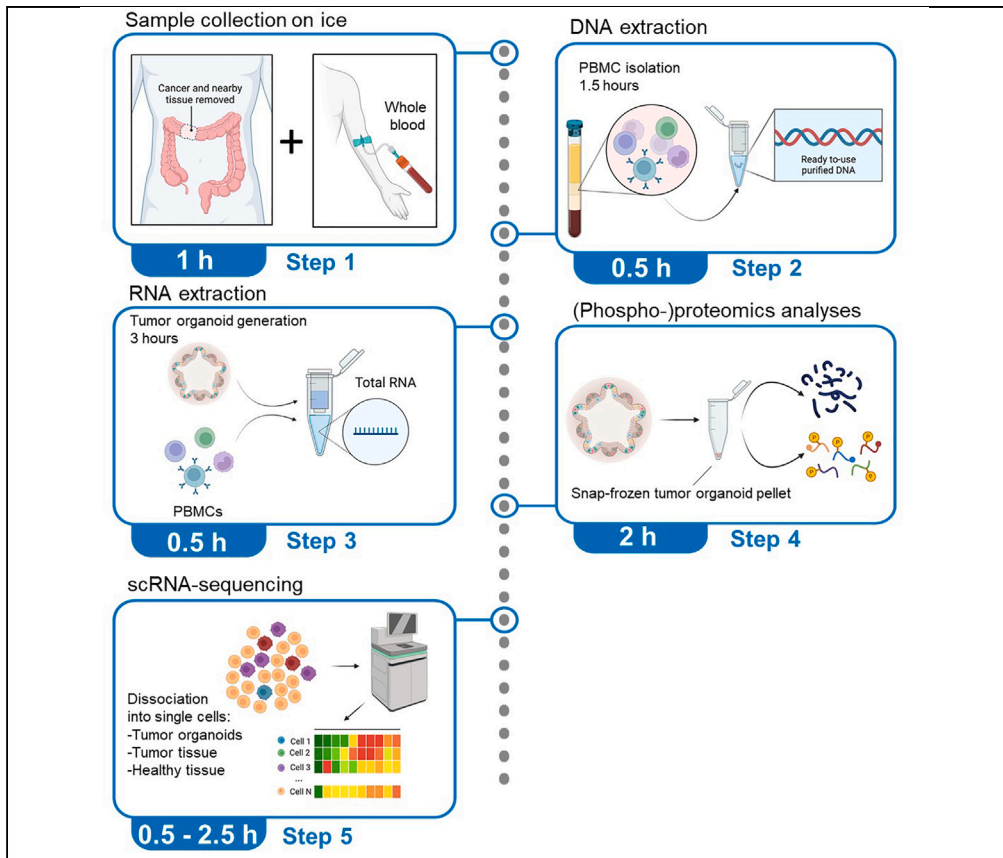 Sample collection on ice
Cancer and nearby
tissue removed
+
Whole
blood
1 h
Step 1
DNA extraction
PBMC isolation
1.5 hours
Ready to-use
purified DNA
0.5 h
Step 2
RNA extraction
Tumor organoid generation
3 hours
Total RNA
PBMCs
0.5 h
Step 3
(Phospho-)proteomics analyses
P
P
P
P
P
Snap-frozen tumor organoid pellet
2 h
Step 4
scRNA-sequencing
Dissociation
into single cells:
-Tumor organoids
-Tumor tissue
-Healthy tissue
Cell 1
Cell 2
Cell 3
...
Cell N
0.5 - 2.5 h
Step 5